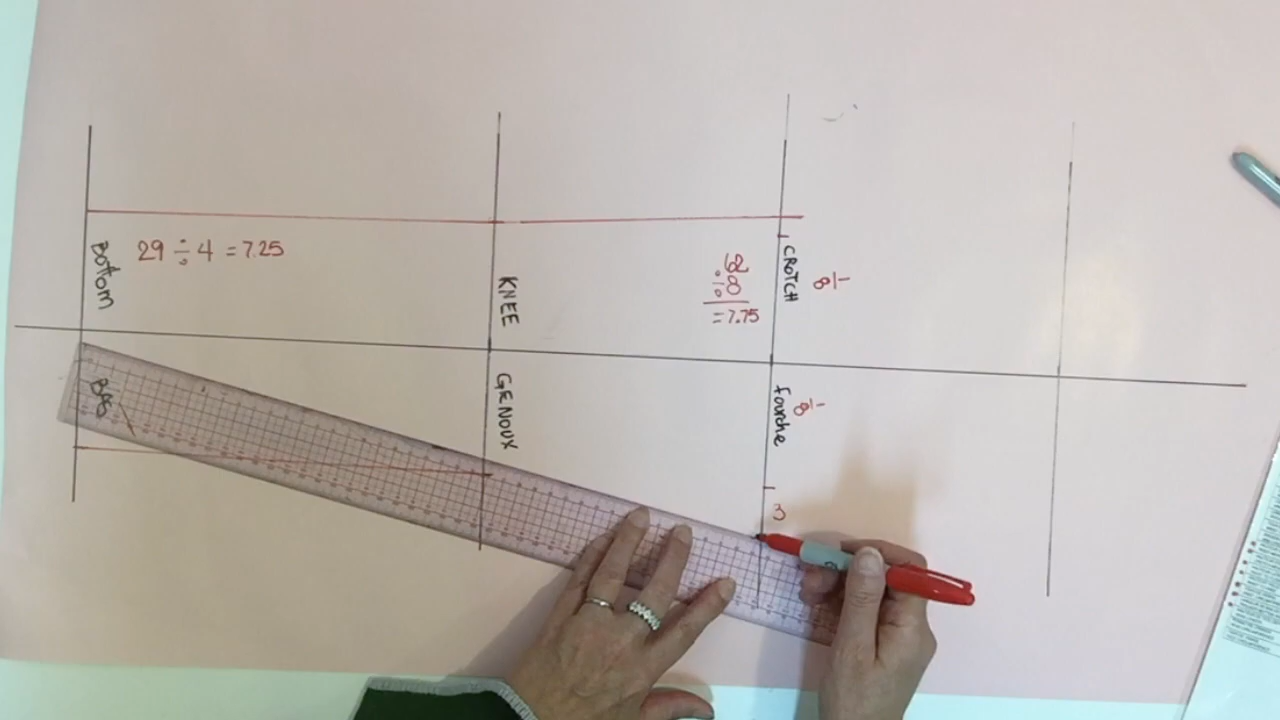 Bottom
29 ÷ 4 = 7.25
BAS
KNEE
GENOUX
62
÷ 8
= 7.75
CROTCH
1/8
fourche
1/8
3